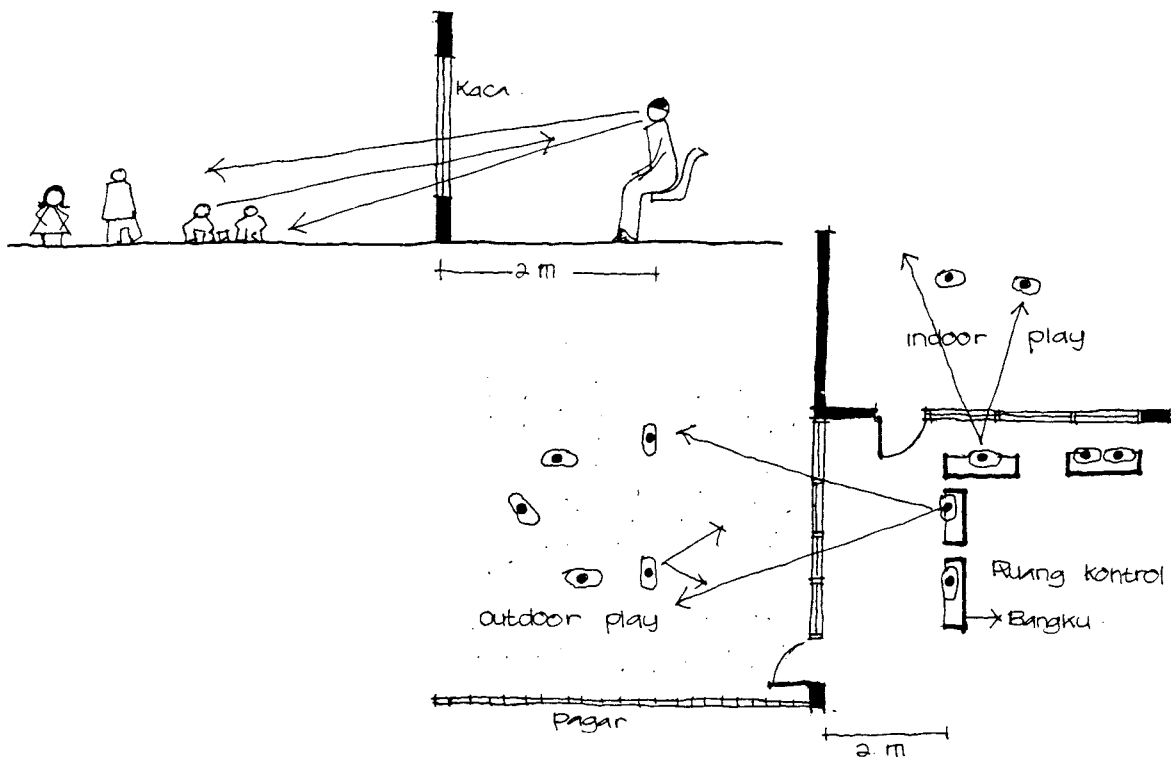 Kaca
2 m
indoor play
outdoor play
Ruang kontrol
Bangku
pagar
2 m